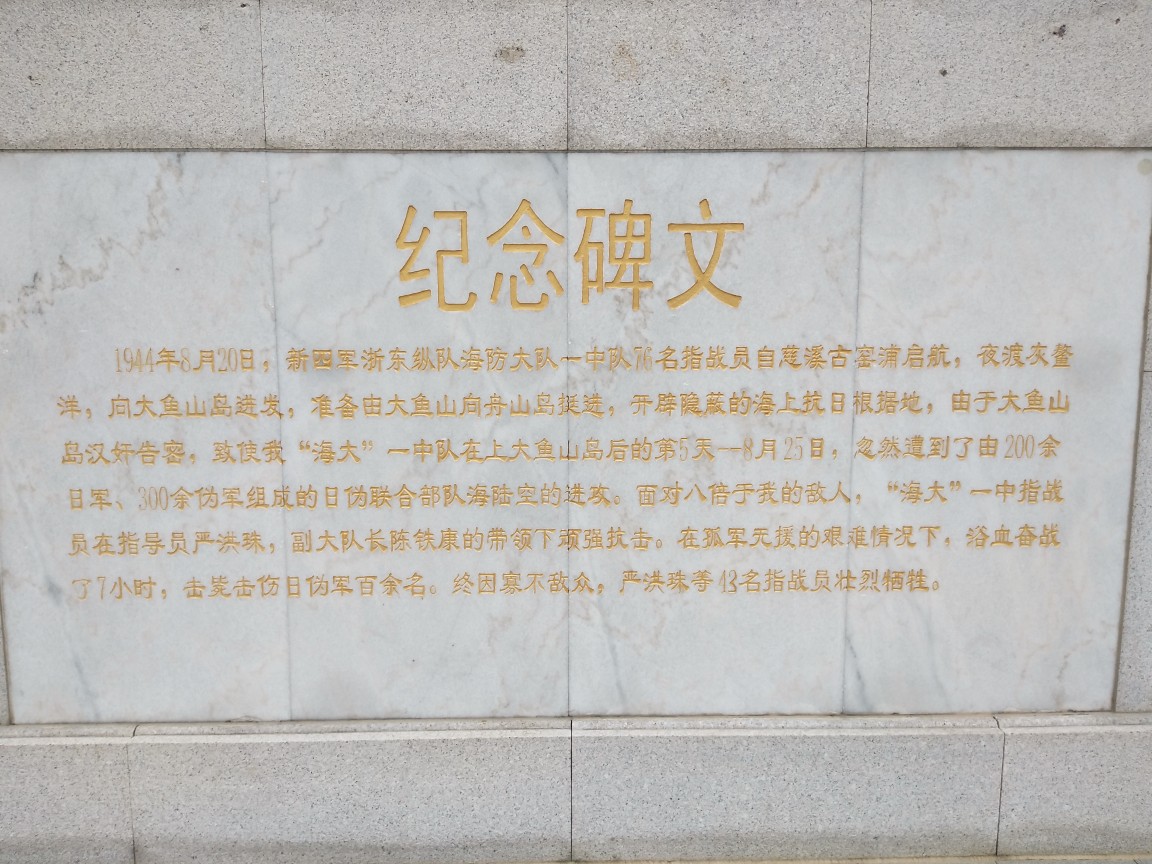 纪念碑文
1944年8月20日，新四军浙东纵队海防大队一中队76名指战员自慈溪古窑浦启航，夜渡灰鳖
洋，向大鱼山岛进发，准备由大鱼山向舟山岛挺进，开辟隐蔽的海上抗日根据地，由于大鱼山
岛汉奸告密，致使我“海大”一中队在上大鱼山岛后的第5天—8月25日，忽然遭到了由200余
日军、300余伪军组成的日伪联合部队海陆空的进攻。面对八倍于我的敌人，“海大”一中指战
员在指导员严洪珠，副大队长陈铁康的带领下顽强抗击。在孤军无援的艰难情况下，浴血奋战
了7小时，击毙击伤日伪军百余名。终因寡不敌众，严洪珠等43名指战员壮烈牺牲。